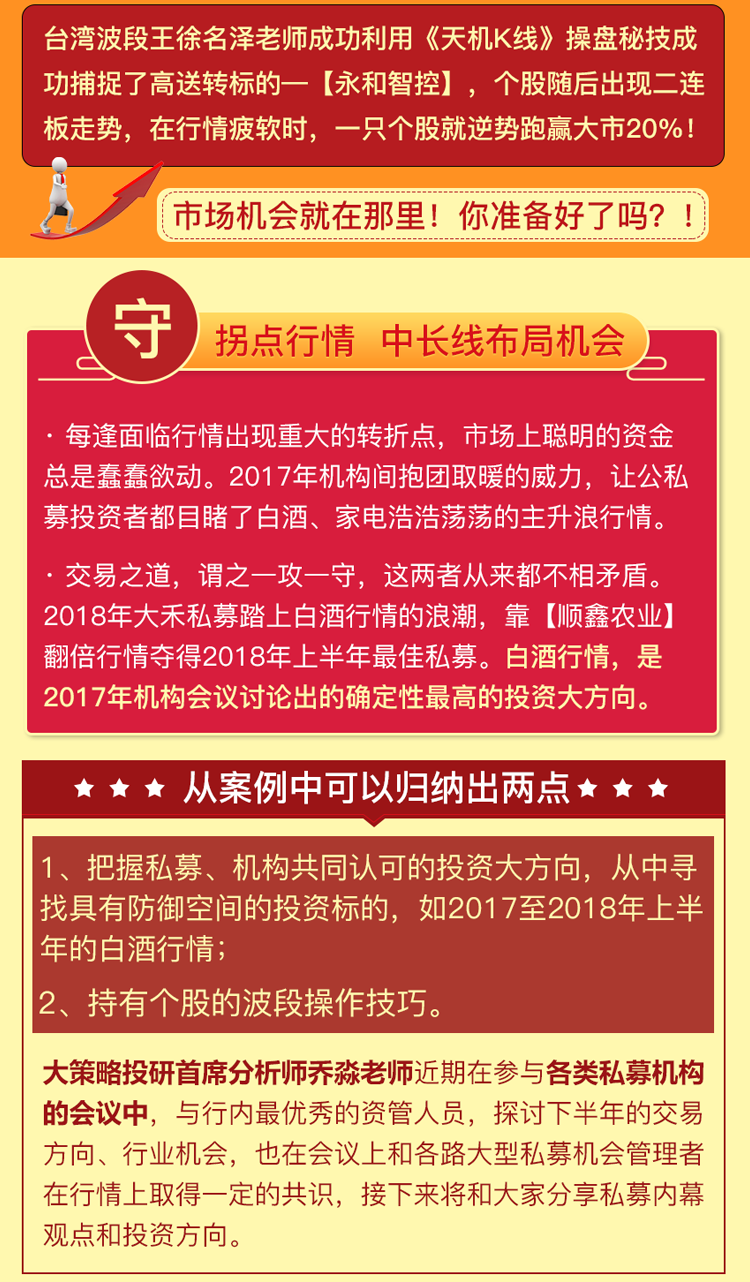 台湾波段王徐名泽老师成功利用《天机K线》操盘秘技成
功捕捉了高送转标的—【永和智控】，个股随后出现二连
板走势，在行情疲软时，一只个股就逆势跑赢大市20%！
市场机会就在那里！你准备好了吗？！
守
拐点行情 中长线布局机会
· 每逢面临行情出现重大的转折点，市场上聪明的资金
总是蠢蠢欲动。2017年机构间抱团取暖的威力，让公私
募投资者都目睹了白酒、家电浩浩荡荡的主升浪行情。
· 交易之道，谓之一攻一守，这两者从来都不相矛盾。
2018年大禾私募踏上白酒行情的浪潮，靠【顺鑫农业】
翻倍行情夺得2018年上半年最佳私募。白酒行情，是
2017年机构会议讨论出的确定性最高的投资大方向。
从案例中可以归纳出两点
1、把握私募、机构共同认可的投资大方向，从中寻
找具有防御空间的投资标的，如2017至2018年上半
年的白酒行情；
2、持有个股的波段操作技巧。
大策略投研首席分析师乔淼老师近期在参与各类私募机构
的会议中，与行内最优秀的资管人员，探讨下半年的交易
方向、行业机会，也在会议上和各路大型私募机会管理者
在行情上取得一定的共识，接下来将和大家分享私募内幕
观点和投资方向。